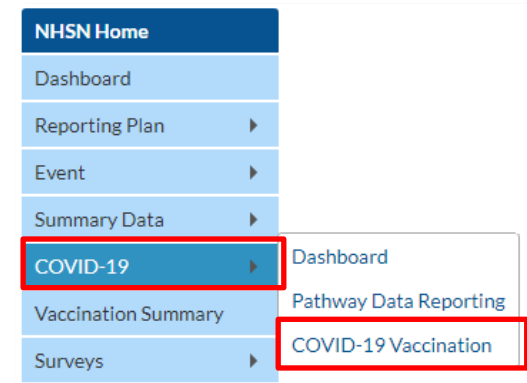 NHSN Home
Dashboard
Reporting Plan
Event
Summary Data
COVID-19
Vaccination Summary
Surveys
Dashboard
Pathway Data Reporting
COVID-19 Vaccination